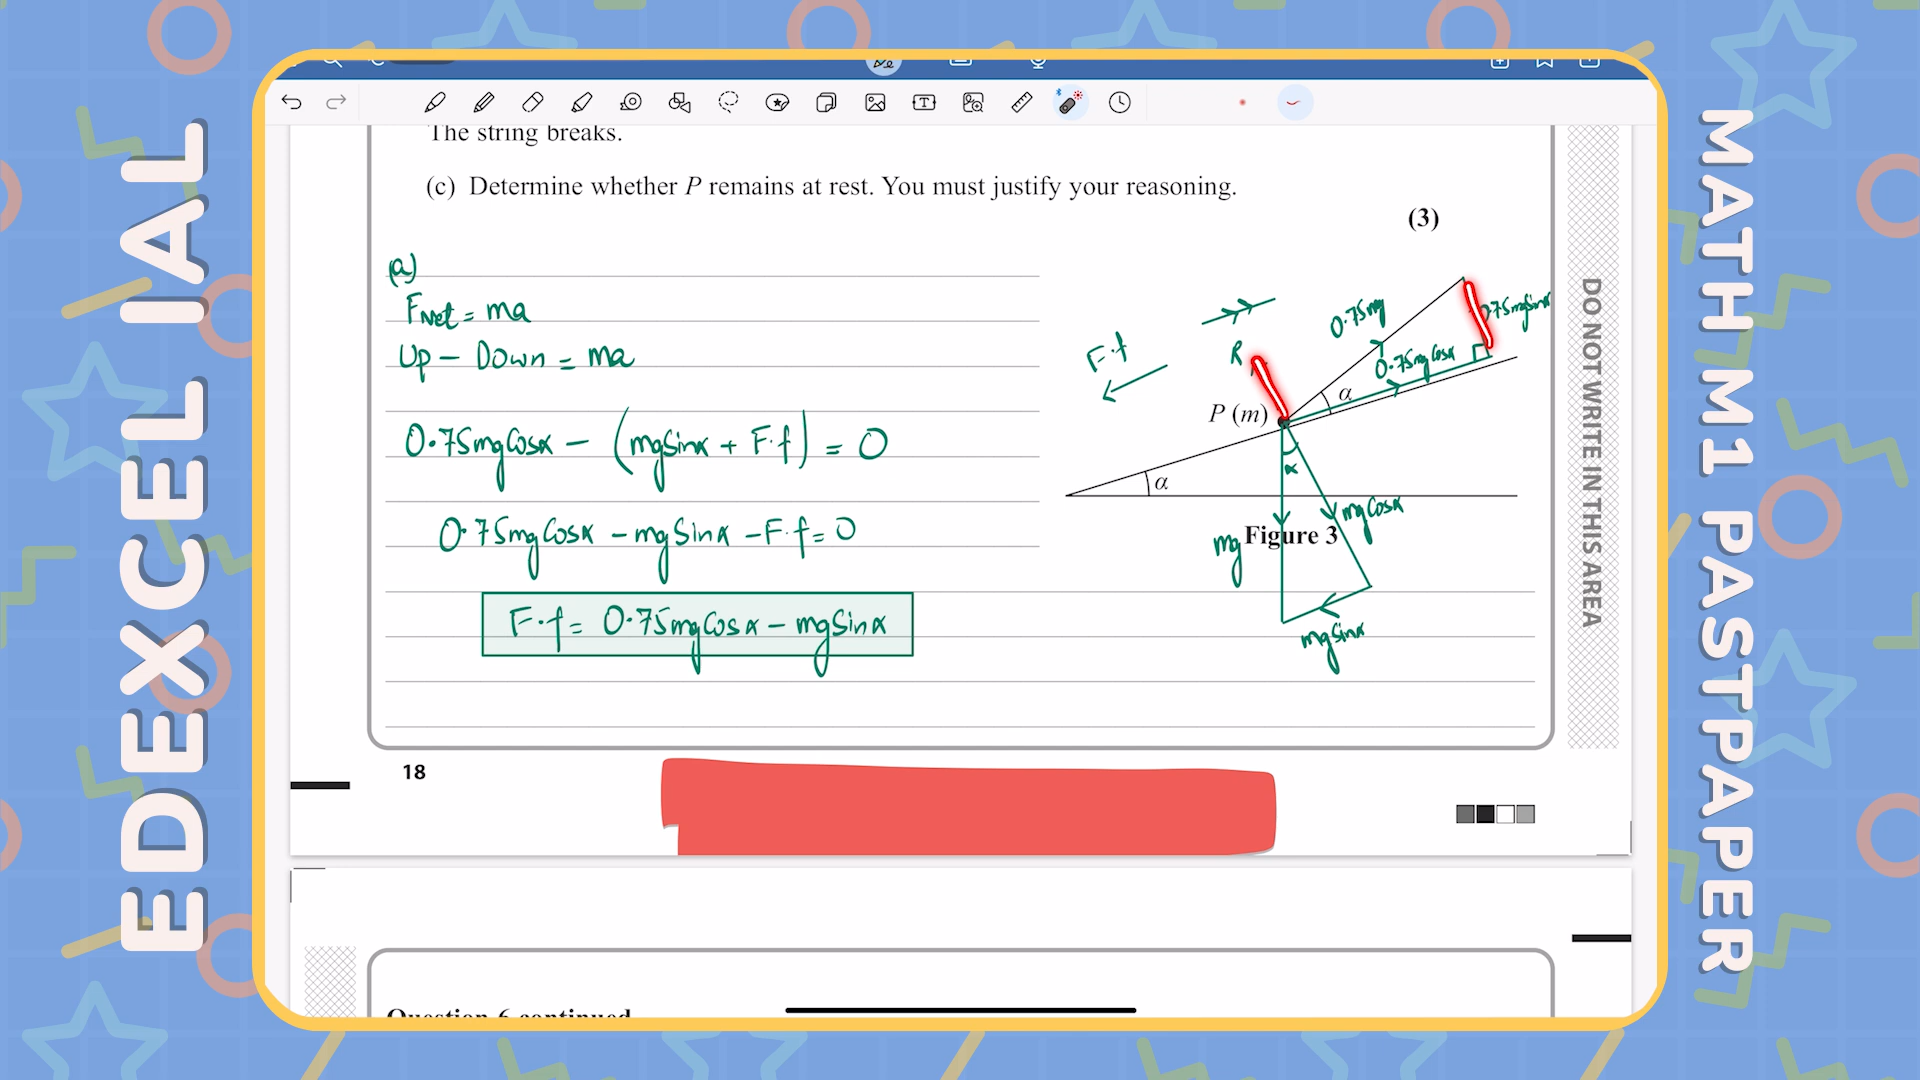 EDEXCEL IAL
The string breaks.
(c) Determine whether P remains at rest. You must justify your reasoning.
(3)
(a)
FNet = ma
Up - Down = ma
0.75mgCosα - (mgSinα + F.f) = 0
0.75mgCosα - mgSinα - F.f = 0
F.f = 0.75mgCosα - mgSinα
F.f
R
0.75mg
0.75mgSinα
0.75mgCosα
α
P (m)
α
α
mgCosα
mg
Figure 3
mgSinα
DO NOT WRITE IN THIS AREA
18
Question 6 continued
MATH M1 PASTPAPER